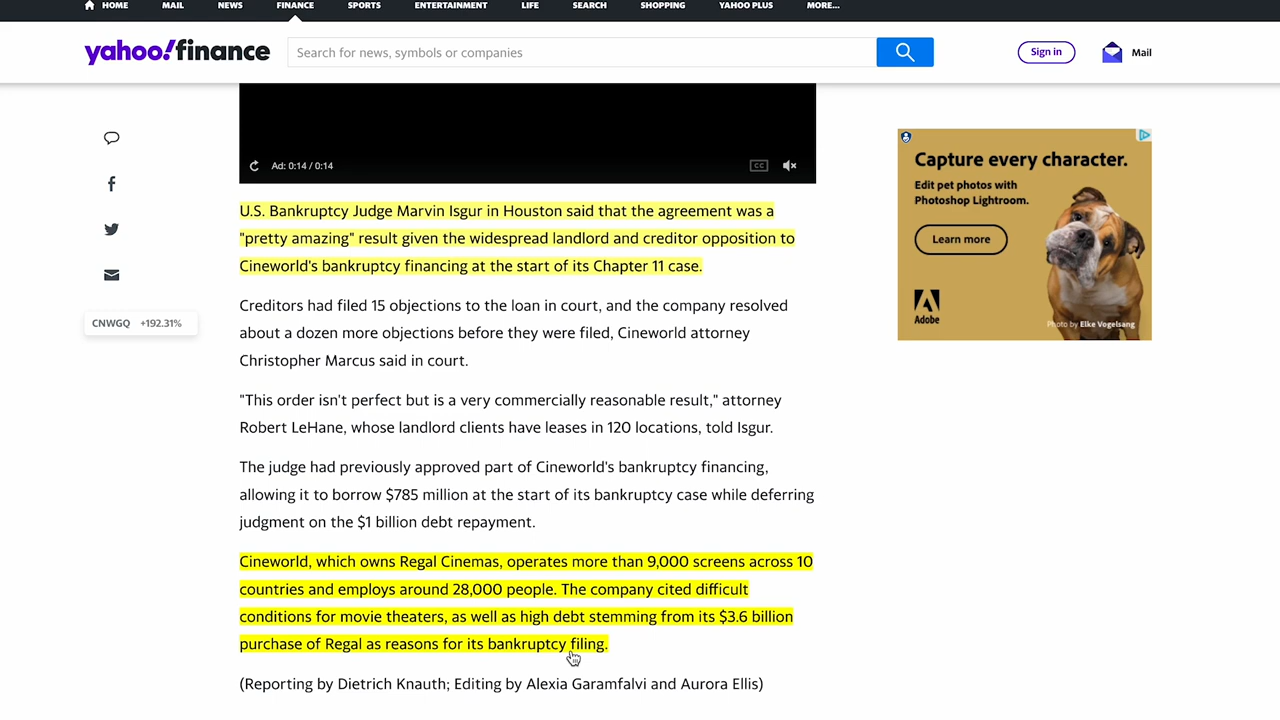 HOME MAIL NEWS FINANCE SPORTS ENTERTAINMENT LIFE SEARCH SHOPPING YAHOO PLUS MORE...
yahoo!finance
Search for news, symbols or companies
Sign in
Mail
Ad: 0:14 / 0:14
CC
U.S. Bankruptcy Judge Marvin Isgur in Houston said that the agreement was a
"pretty amazing" result given the widespread landlord and creditor opposition to
Cineworld's bankruptcy financing at the start of its Chapter 11 case.
Creditors had filed 15 objections to the loan in court, and the company resolved
about a dozen more objections before they were filed, Cineworld attorney
Christopher Marcus said in court.
"This order isn't perfect but is a very commercially reasonable result," attorney
Robert LeHane, whose landlord clients have leases in 120 locations, told Isgur.
The judge had previously approved part of Cineworld's bankruptcy financing,
allowing it to borrow $785 million at the start of its bankruptcy case while deferring
judgment on the $1 billion debt repayment.
Cineworld, which owns Regal Cinemas, operates more than 9,000 screens across 10
countries and employs around 28,000 people. The company cited difficult
conditions for movie theaters, as well as high debt stemming from its $3.6 billion
purchase of Regal as reasons for its bankruptcy filing.
(Reporting by Dietrich Knauth; Editing by Alexia Garamfalvi and Aurora Ellis)
CNWGQ +192.31%
Capture every character.
Edit pet photos with
Photoshop Lightroom.
Learn more
Adobe
Photo by Elke Vogelsang